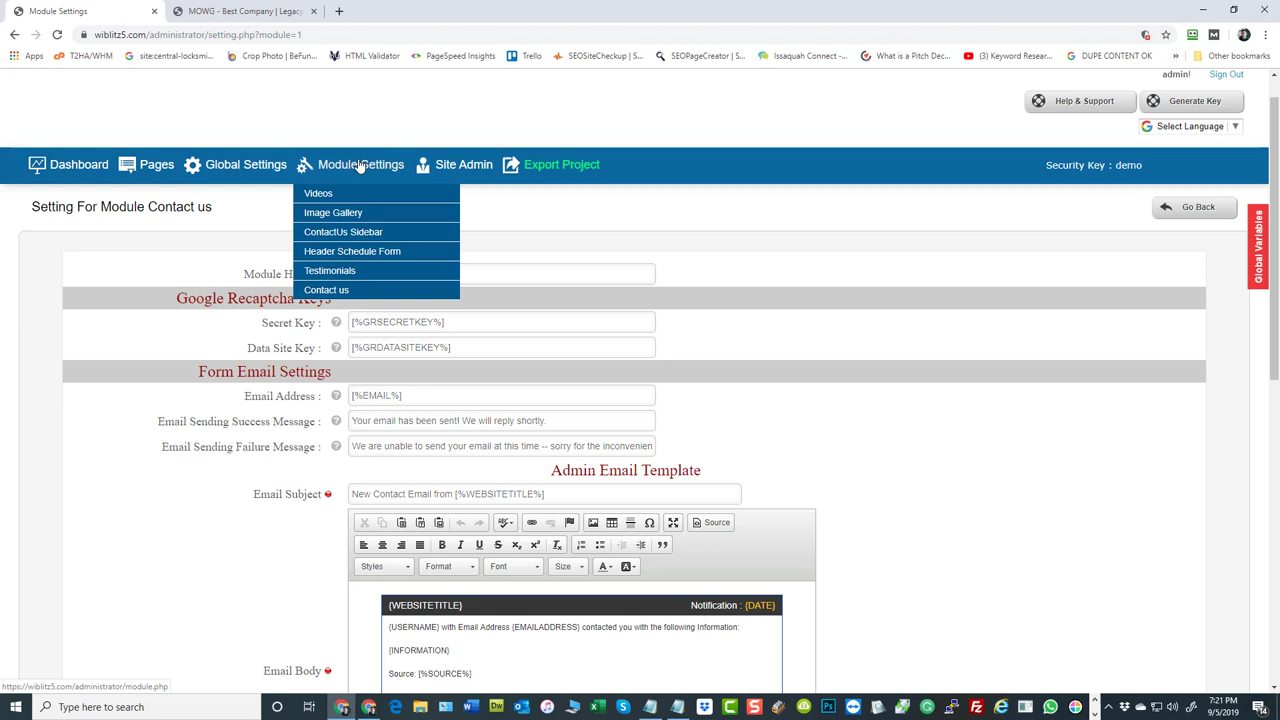 Module Settings
MOWG - Best Company | Legacy
wiblitz5.com/administrator/setting.php?module=1
Apps
T2HA/WHM
site:central-locksmi...
Crop Photo | BeFun...
HTML Validator
PageSpeed Insights
Trello
SEOSiteCheckup | S...
SEOPageCreator | S...
Issaquah Connect -...
What is a Pitch Dec...
(3) Keyword Resear...
DUPE CONTENT OK
»
Other bookmarks
admin!
Sign Out
Help & Support
Generate Key
Select Language
Dashboard
Pages
Global Settings
Module Settings
Site Admin
Export Project
Security Key : demo
Videos
Image Gallery
ContactUs Sidebar
Header Schedule Form
Testimonials
Contact us
Setting For Module Contact us
Go Back
Global Variables
Module H
Google Recaptcha Keys
Secret Key :
[%GRSECRETKEY%]
Data Site Key :
[%GRDATASITEKEY%]
Form Email Settings
Email Address :
[%EMAIL%]
Email Sending Success Message :
Your email has been sent! We will reply shortly.
Email Sending Failure Message :
We are unable to send your email at this time -- sorry for the inconvenien
Admin Email Template
Email Subject
New Contact Email from [%WEBSITETITLE%]
Source
Styles
Format
Font
Size
{WEBSITETITLE}
Notification : {DATE}
{USERNAME} with Email Address {EMAILADDRESS} contacted you with the following Information:
{INFORMATION}
Email Body
Source: [%SOURCE%]
https://wiblitz5.com/administrator/module.php
Type here to search
7:21 PM
9/5/2019